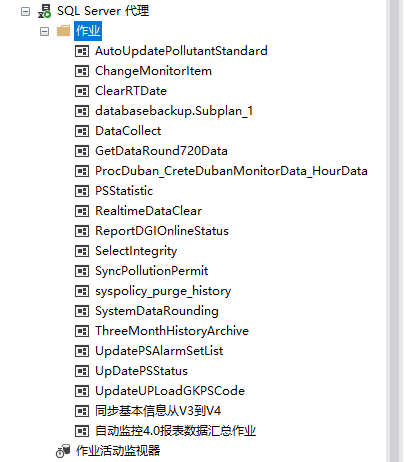 SQL Server 代理
作业
AutoUpdatePollutantStandard
ChangeMonitorItem
ClearRTDate
databasebackup.Subplan_1
DataCollect
GetDataRound720Data
ProcDuban_CreteDubanMonitorData_HourData
PSStatistic
RealtimeDataClear
ReportDGIOnlineStatus
SelectIntegrity
SyncPollutionPermit
syspolicy_purge_history
SystemDataRounding
ThreeMonthHistoryArchive
UpdatePSAlarmSetList
UpDatePSStatus
UpdateUPLoadGKPSCode
同步基本信息从V3到V4
自动监控4.0报表数据汇总作业
作业活动监视器